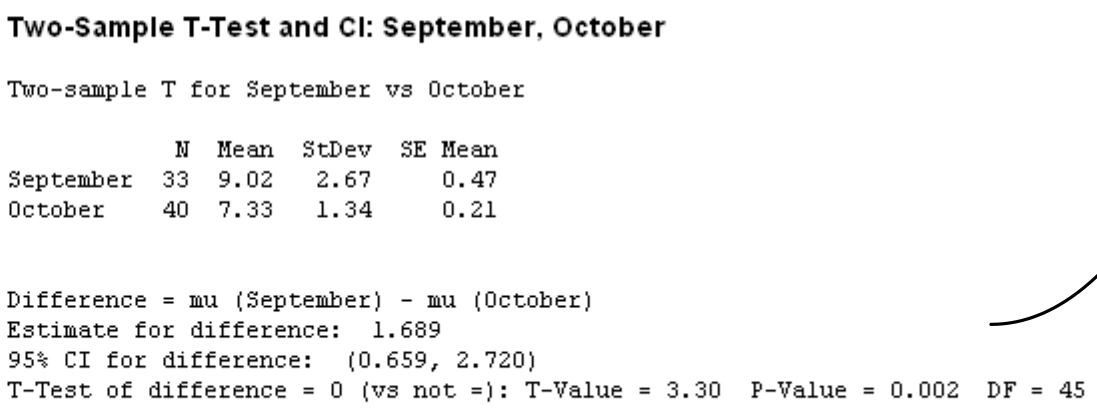 Two-Sample T-Test and CI: September, October
Two-sample T for September vs October
N Mean StDev SE Mean
September 33 9.02 2.67 0.47
October 40 7.33 1.34 0.21
Difference = mu (September) - mu (October)
Estimate for difference: 1.689
95% CI for difference: (0.659, 2.720)
T-Test of difference = 0 (vs not =): T-Value = 3.30 P-Value = 0.002 DF = 45